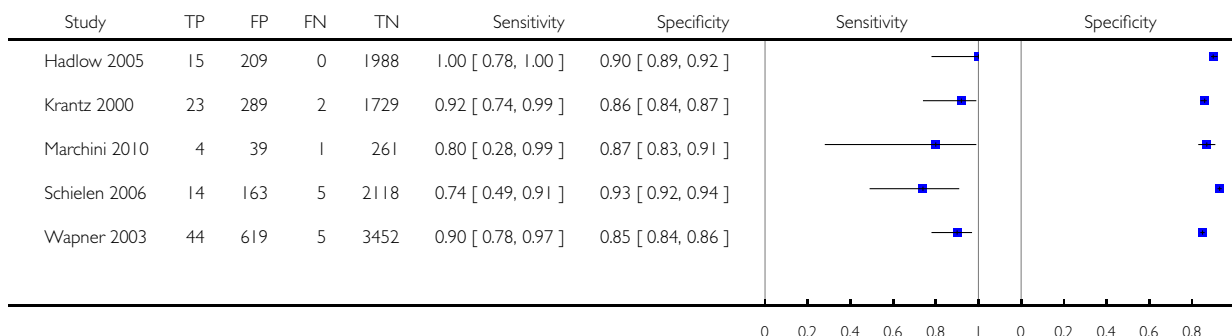 Study TP FP FN TN Sensitivity Specificity Sensitivity Specificity
Hadlow 2005 15 209 0 1988 1.00 [ 0.78, 1.00 ] 0.90 [ 0.89, 0.92 ]
Krantz 2000 23 289 2 1729 0.92 [ 0.74, 0.99 ] 0.86 [ 0.84, 0.87 ]
Marchini 2010 4 39 1 261 0.80 [ 0.28, 0.99 ] 0.87 [ 0.83, 0.91 ]
Schielen 2006 14 163 5 2118 0.74 [ 0.49, 0.91 ] 0.93 [ 0.92, 0.94 ]
Wapner 2003 44 619 5 3452 0.90 [ 0.78, 0.97 ] 0.85 [ 0.84, 0.86 ]
0 0.2 0.4 0.6 0.8 1 0 0.2 0.4 0.6 0.8